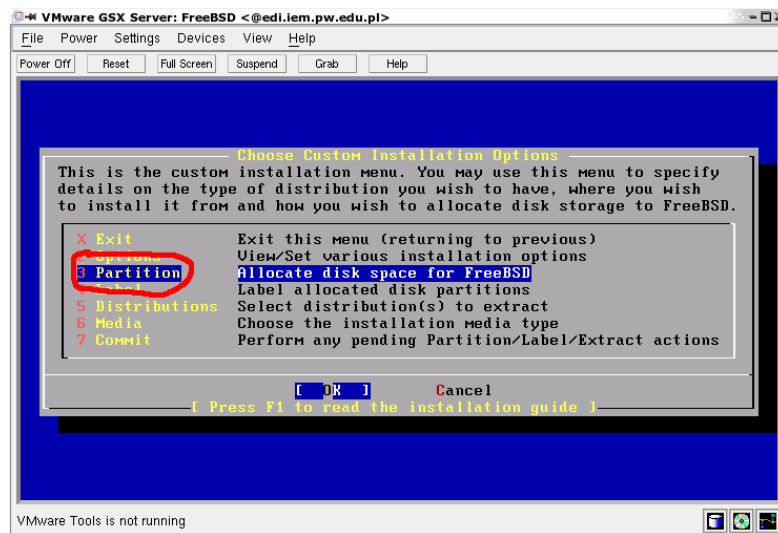 VMware GSX Server: FreeBSD <@edi.iem.pw.edu.pl>
File Power Settings Devices View Help
Power Off Reset Full Screen Suspend Grab Help
Choose Custom Installation Options
This is the custom installation menu. You may use this menu to specify
details on the type of distribution you wish to have, where you wish
to install it from and how you wish to allocate disk storage to FreeBSD.
X Exit Exit this menu (returning to previous)
Options View/Set various installation options
3 Partition Allocate disk space for FreeBSD
Label Label allocated disk partitions
5 Distributions Select distribution(s) to extract
6 Media Choose the installation media type
7 Commit Perform any pending Partition/Label/Extract actions
[ OK ] Cancel
[ Press F1 to read the installation guide ]
VMware Tools is not running